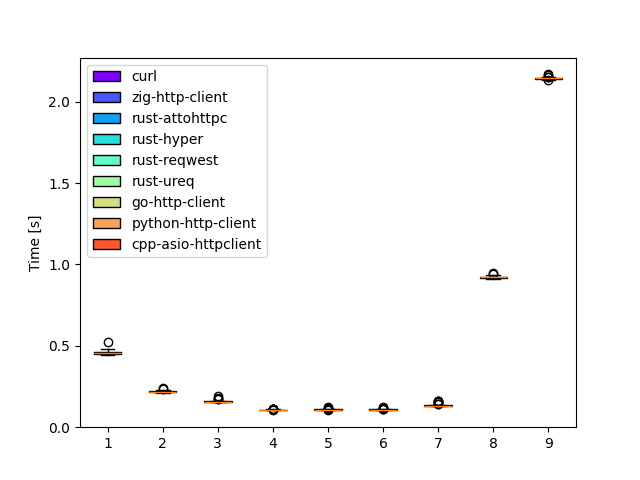 curl
zig-http-client
rust-attohttpc
rust-hyper
rust-reqwest
rust-ureq
go-http-client
python-http-client
cpp-asio-httpclient
Time [s]
2.0
1.5
1.0
0.5
0.0
1 2 3 4 5 6 7 8 9